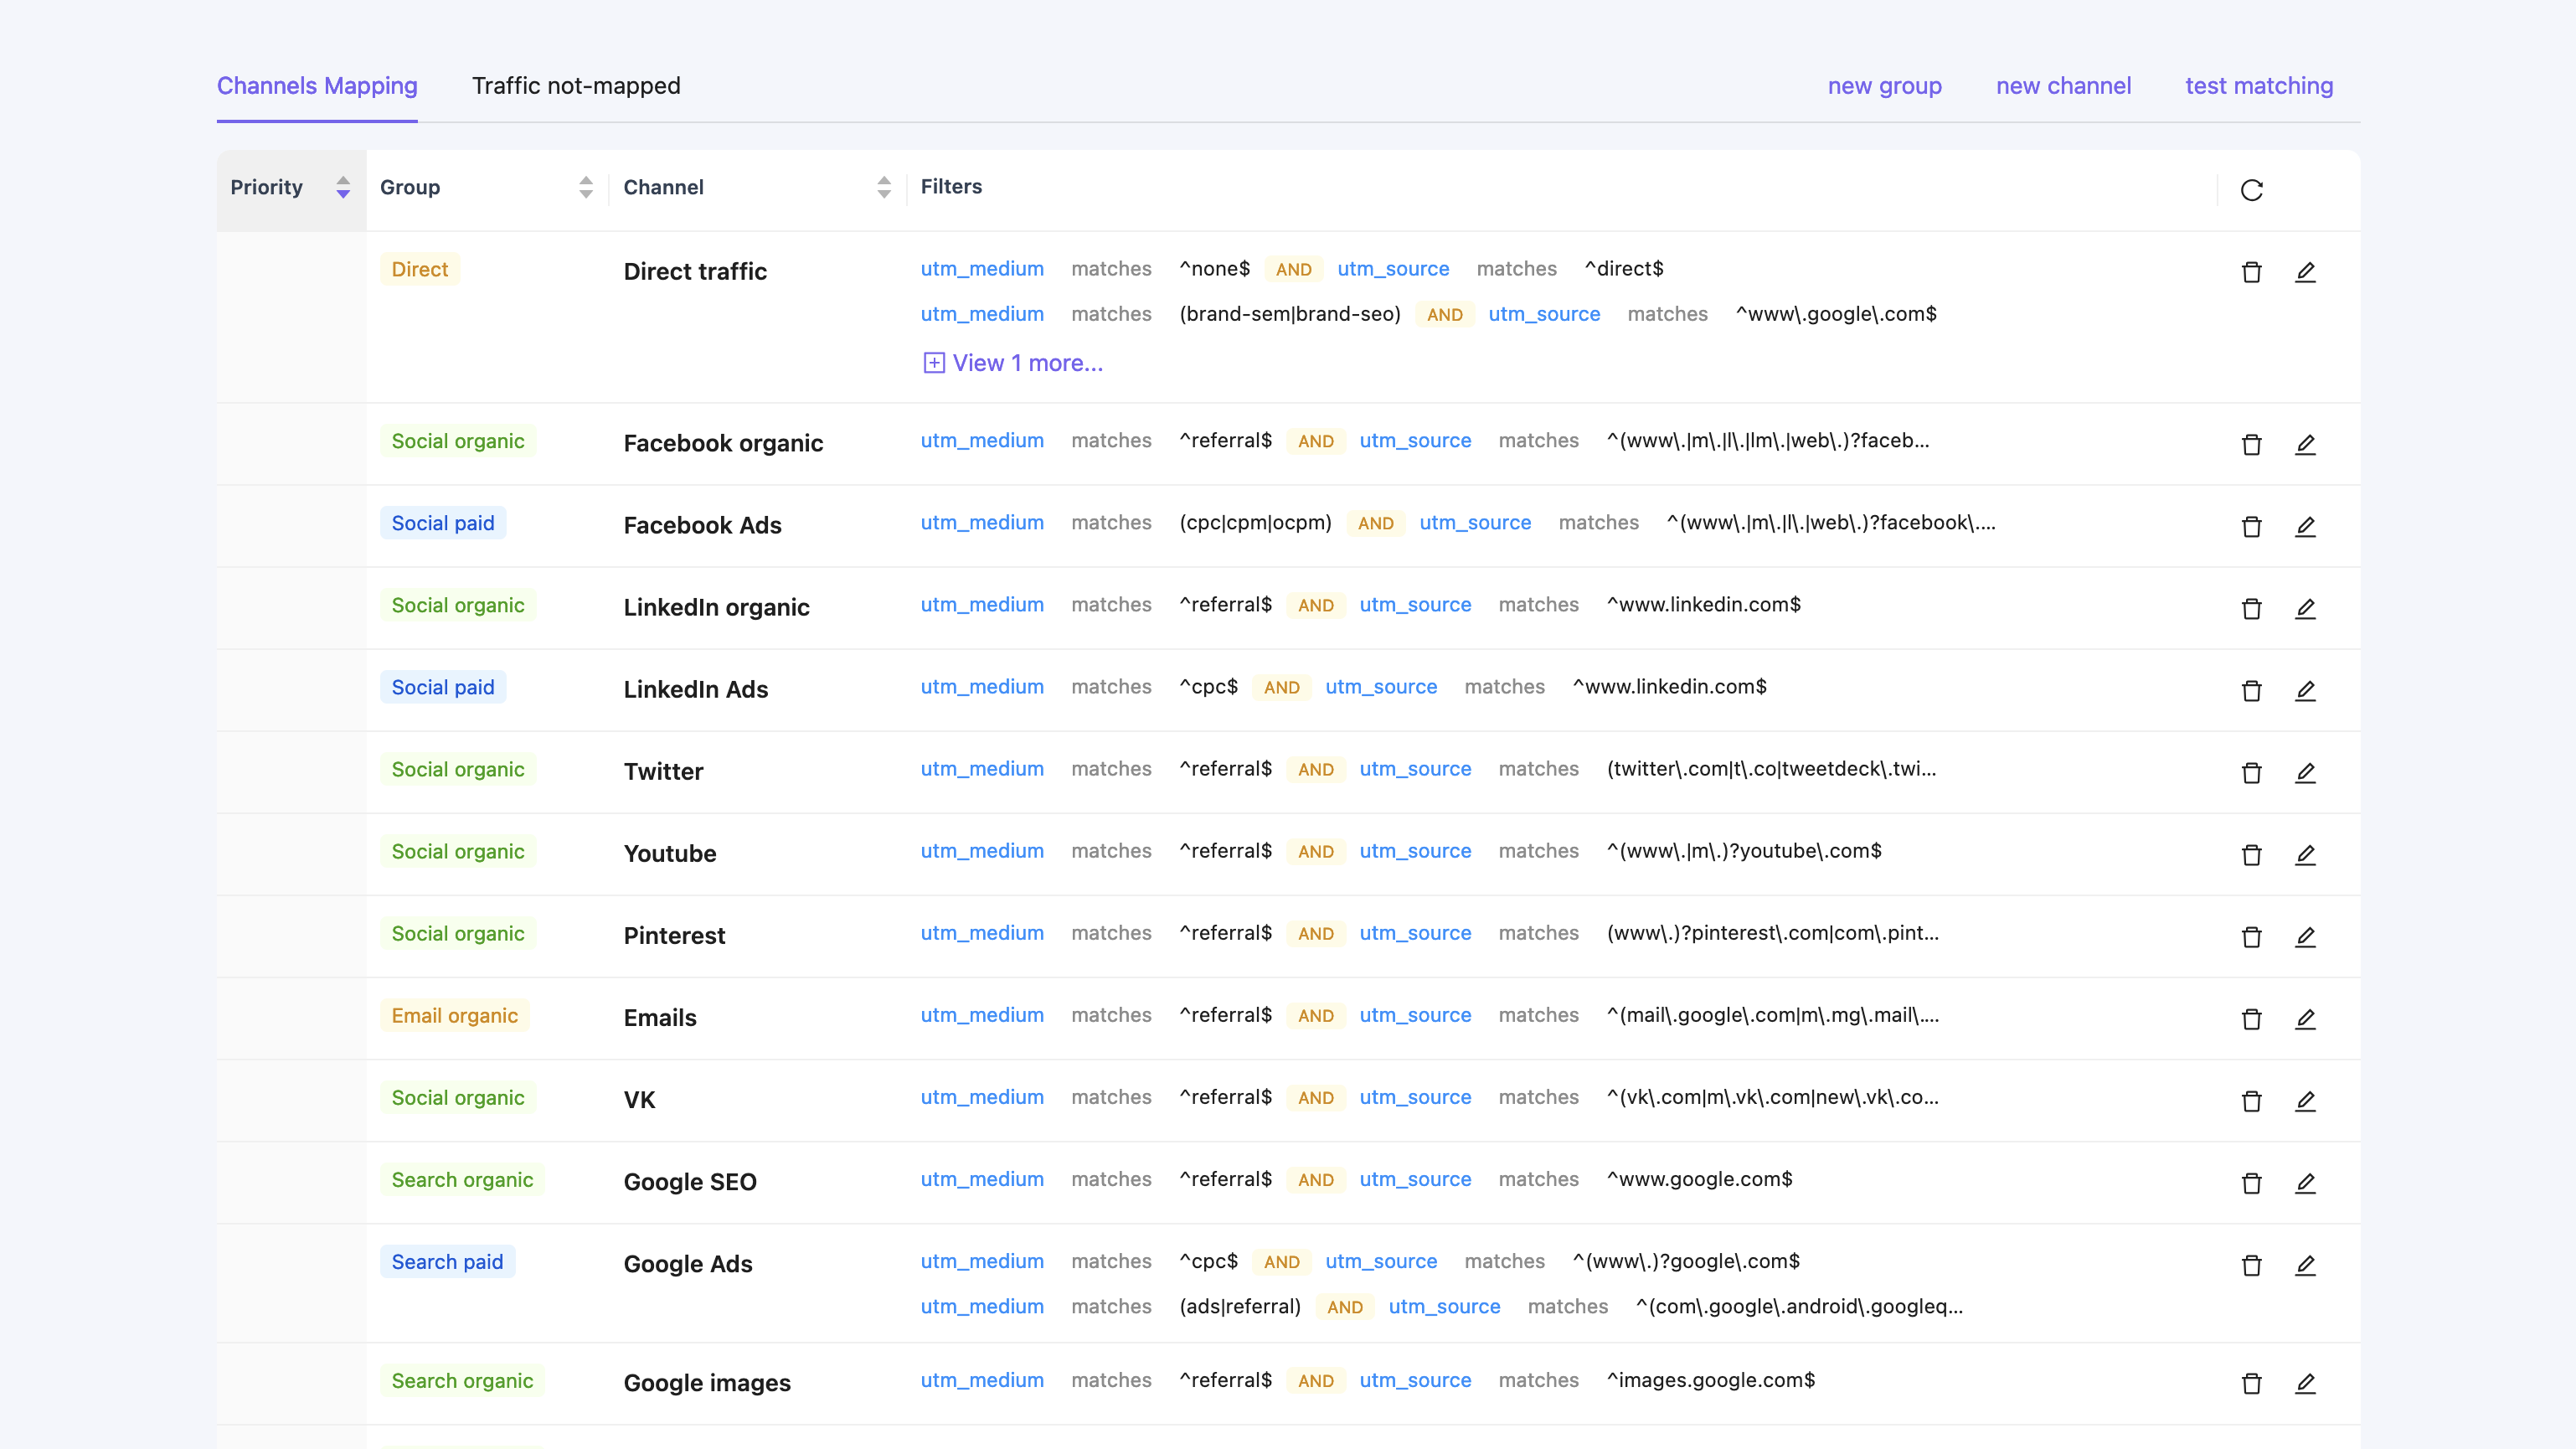 Channels Mapping Traffic not-mapped new group new channel test matching
Priority Group Channel Filters
Direct Direct traffic utm_medium matches ^none$ AND utm_source matches ^direct$
utm_medium matches (brand-sem|brand-seo) AND utm_source matches ^www\.google\.com$
View 1 more...
Social organic Facebook organic utm_medium matches ^referral$ AND utm_source matches ^(www\.|m\.|l\.|lm\.|web\.)?faceb...
Social paid Facebook Ads utm_medium matches (cpc|cpm|ocpm) AND utm_source matches ^(www\.|m\.|l\.|web\.)?facebook\....
Social organic LinkedIn organic utm_medium matches ^referral$ AND utm_source matches ^www.linkedin.com$
Social paid LinkedIn Ads utm_medium matches ^cpc$ AND utm_source matches ^www.linkedin.com$
Social organic Twitter utm_medium matches ^referral$ AND utm_source matches (twitter\.com|t\.co|tweetdeck\.twi...
Social organic Youtube utm_medium matches ^referral$ AND utm_source matches ^(www\.|m\.)?youtube\.com$
Social organic Pinterest utm_medium matches ^referral$ AND utm_source matches (www\.)?pinterest\.com|com\.pint...
Email organic Emails utm_medium matches ^referral$ AND utm_source matches ^(mail\.google\.com|m\.mg\.mail\....
Social organic VK utm_medium matches ^referral$ AND utm_source matches ^(vk\.com|m\.vk\.com|new\.vk\.co...
Search organic Google SEO utm_medium matches ^referral$ AND utm_source matches ^www.google.com$
Search paid Google Ads utm_medium matches ^cpc$ AND utm_source matches ^(www\.)?google\.com$
utm_medium matches (ads|referral) AND utm_source matches ^(com\.google\.android\.googleq...
Search organic Google images utm_medium matches ^referral$ AND utm_source matches ^images.google.com$